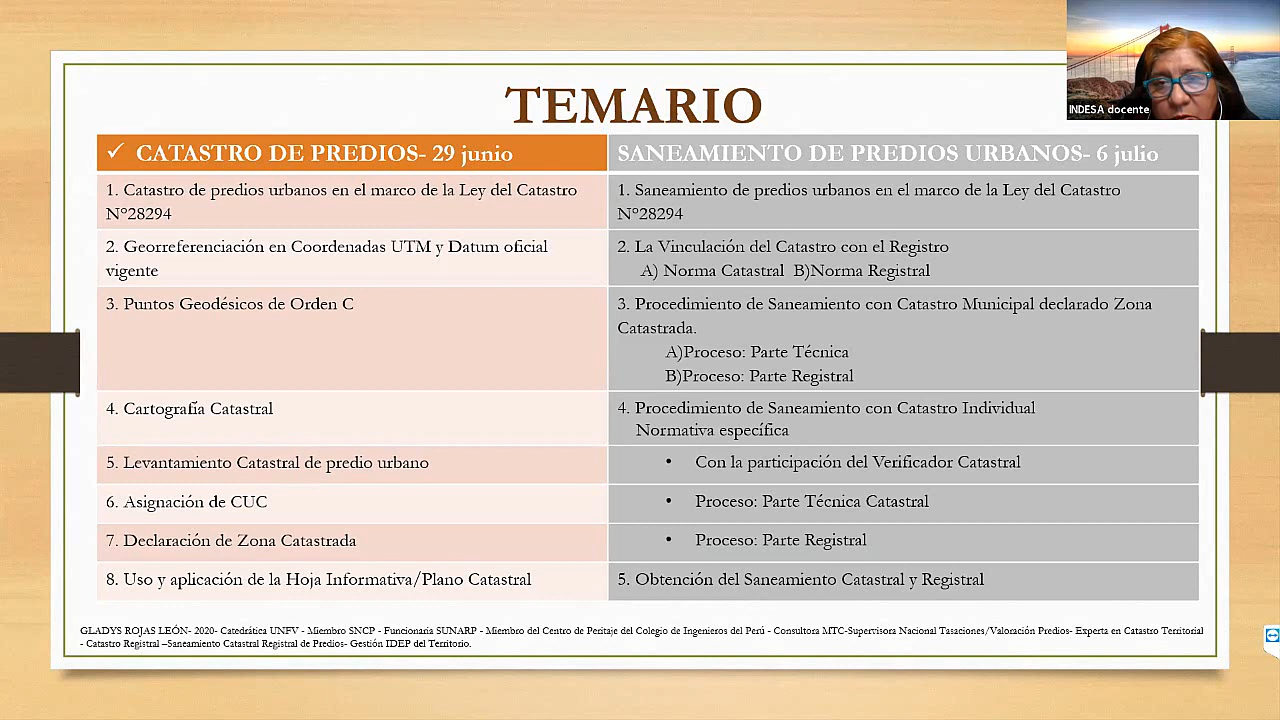 INDESA docente
TEMARIO
✓ CATASTRO DE PREDIOS- 29 junio
1. Catastro de predios urbanos en el marco de la Ley del Catastro
Nº28294
2. Georreferenciación en Coordenadas UTM y Datum oficial
vigente
3. Puntos Geodésicos de Orden C
4. Cartografía Catastral
5. Levantamiento Catastral de predio urbano
6. Asignación de CUC
7. Declaración de Zona Catastrada
8. Uso y aplicación de la Hoja Informativa/Plano Catastral
SANEAMIENTO DE PREDIOS URBANOS- 6 julio
1. Saneamiento de predios urbanos en el marco de la Ley del Catastro
Nº28294
2. La Vinculación del Catastro con el Registro
A) Norma Catastral B)Norma Registral
3. Procedimiento de Saneamiento con Catastro Municipal declarado Zona
Catastrada.
A)Proceso: Parte Técnica
B)Proceso: Parte Registral
4. Procedimiento de Saneamiento con Catastro Individual
Normativa específica
• Con la participación del Verificador Catastral
• Proceso: Parte Técnica Catastral
• Proceso: Parte Registral
5. Obtención del Saneamiento Catastral y Registral
GLADYS ROJAS LEÓN- 2020- Catedrática UNFV - Miembro SNCP - Funcionaria SUNARP - Miembro del Centro de Peritaje del Colegio de Ingenieros del Perú - Consultora MTC-Supervisora Nacional Tasaciones/Valoración Predios- Experta en Catastro Territorial
- Catastro Registral –Saneamiento Catastral Registral de Predios- Gestión IDEP del Territorio.